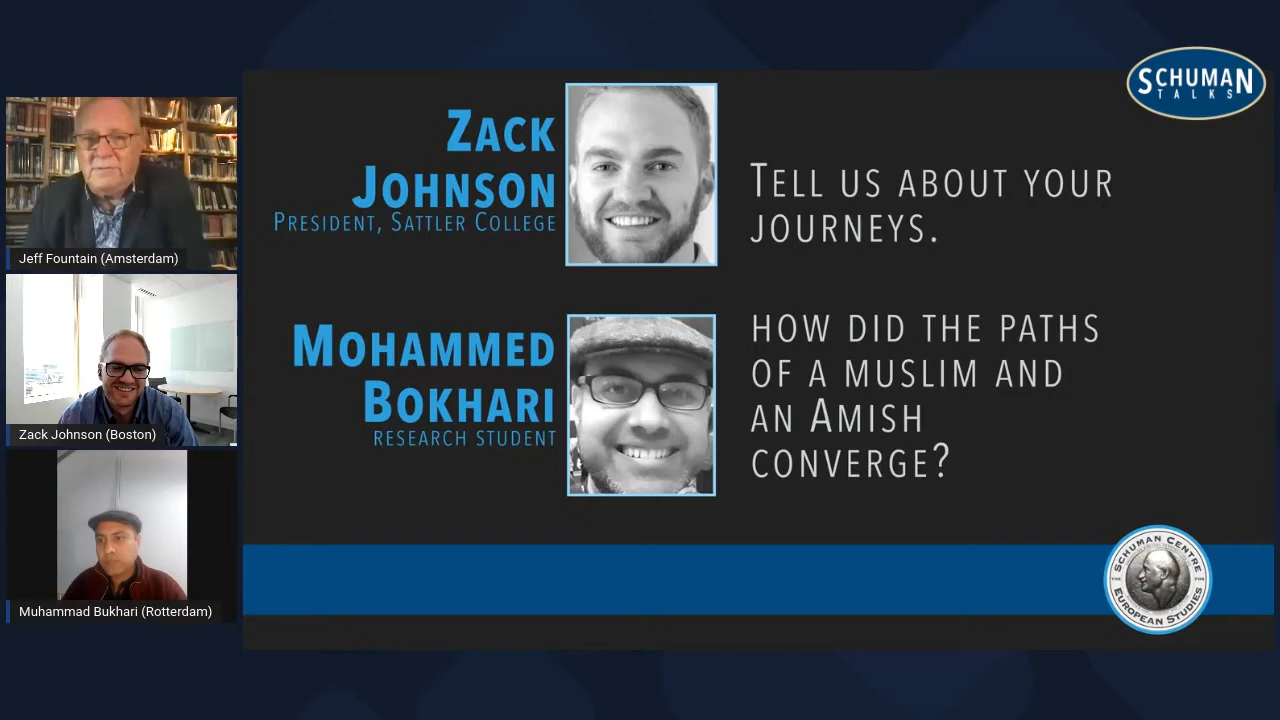 SCHUMAN
TALKS
Jeff Fountain (Amsterdam)
Zack Johnson (Boston)
Muhammad Bukhari (Rotterdam)
ZACK
JOHNSON
PRESIDENT, SATTLER COLLEGE
TELL US ABOUT YOUR
JOURNEYS.
MOHAMMED
BOKHARI
RESEARCH STUDENT
HOW DID THE PATHS
OF A MUSLIM AND
AN AMISH
CONVERGE?
SCHUMAN CENTRE
FOR
EUROPEAN STUDIES